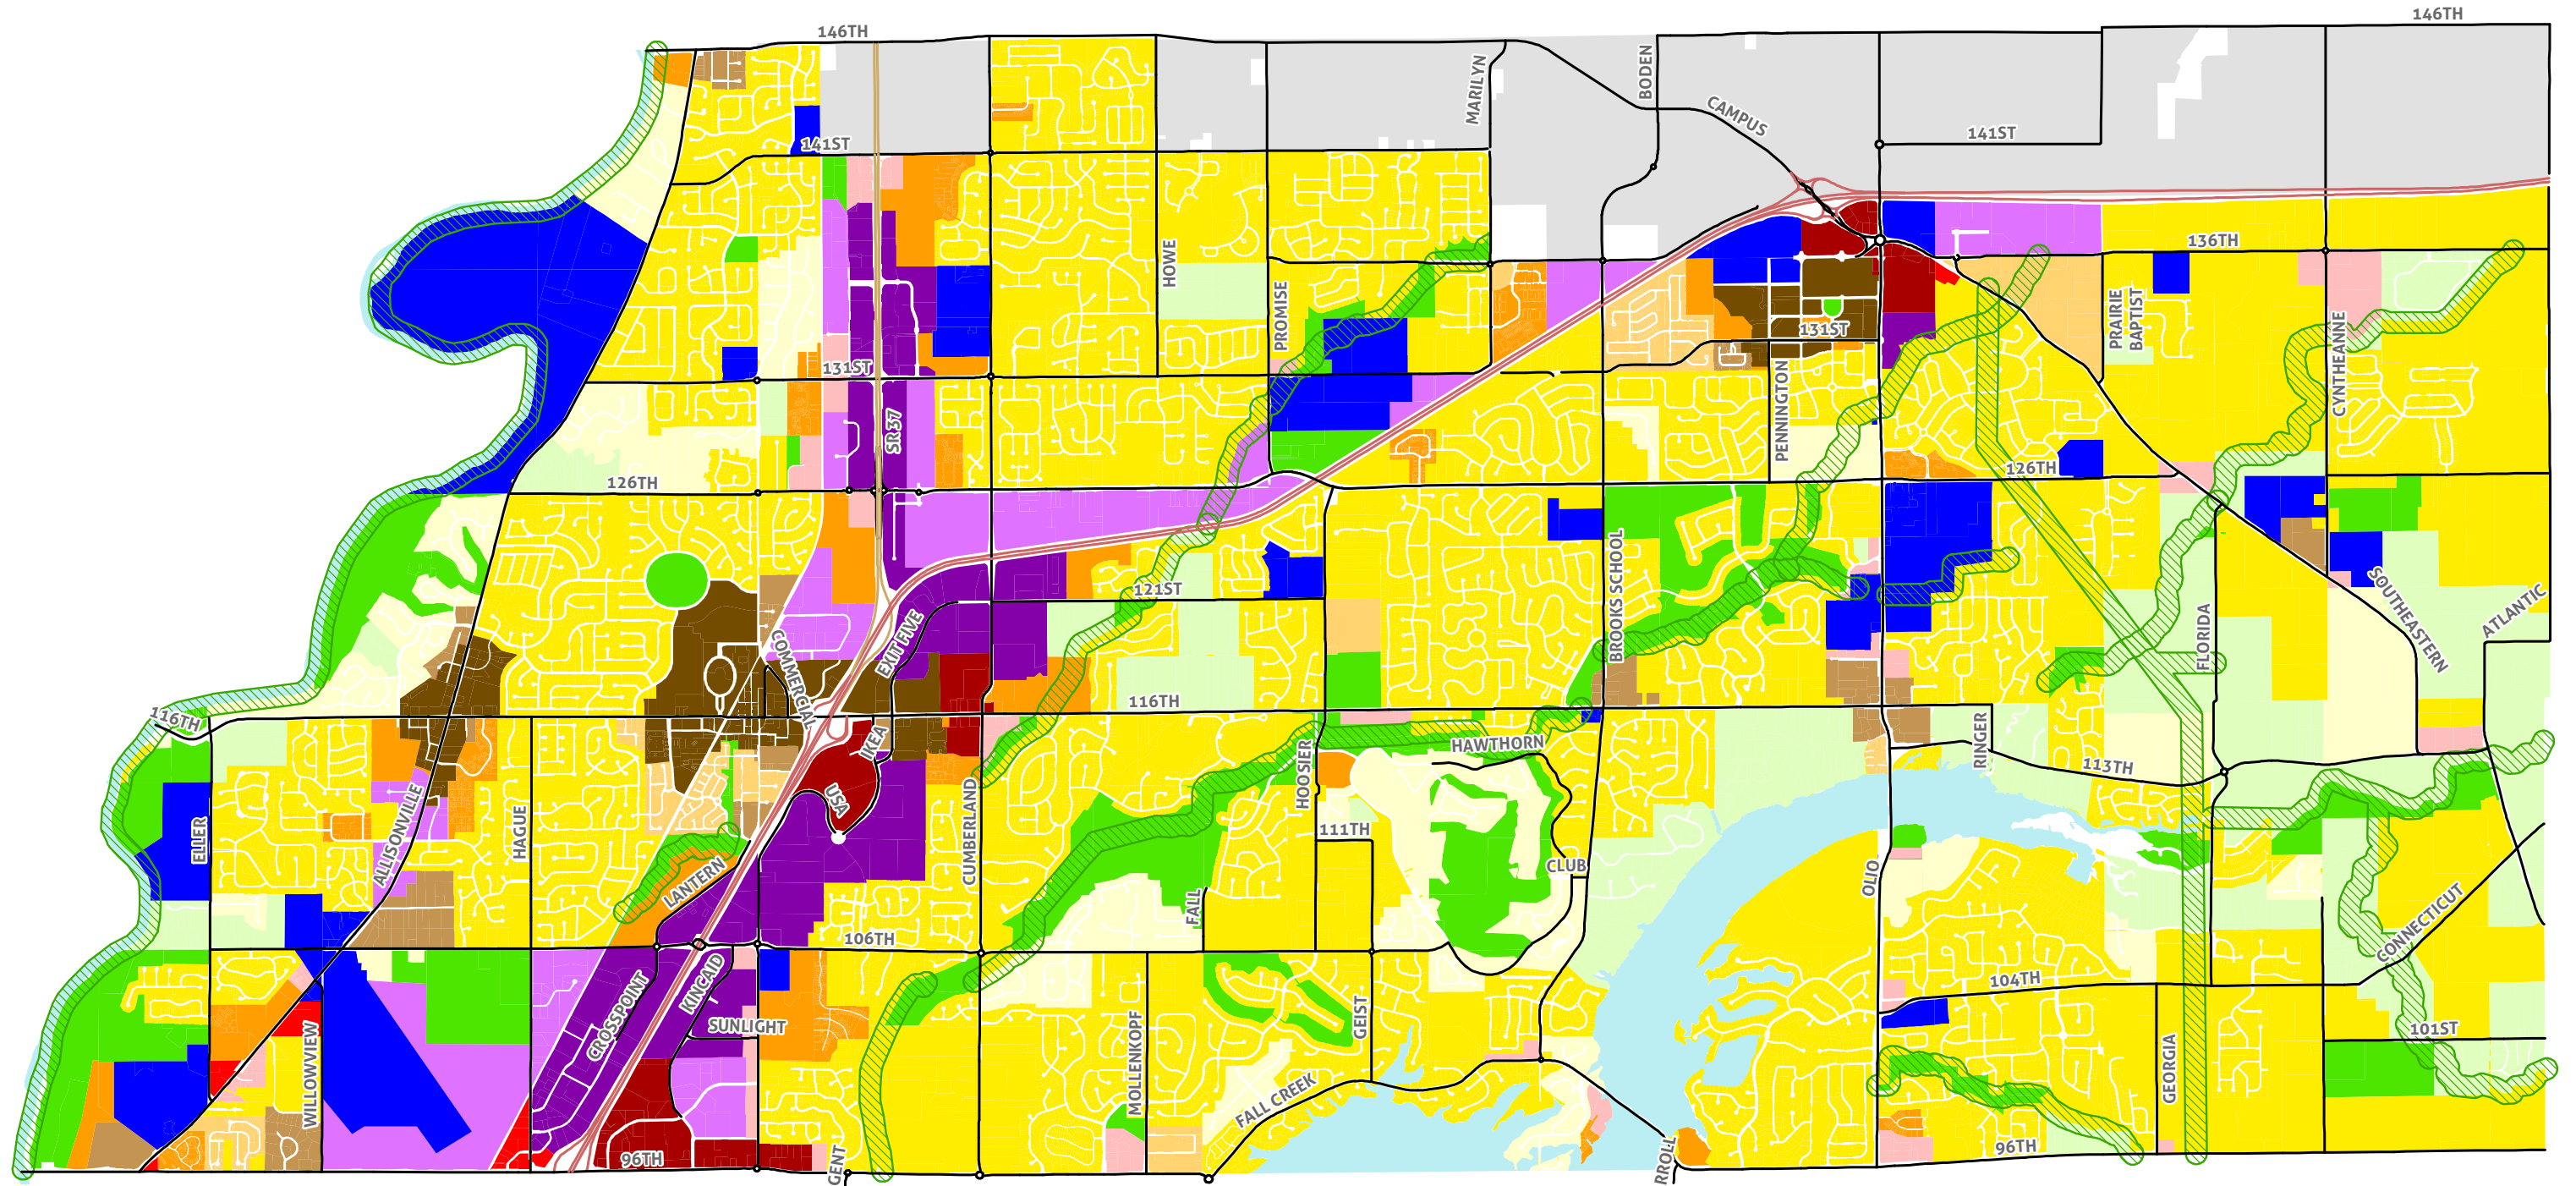 146TH
146TH
MARILYN
BODEN
CAMPUS
141ST
141ST
HOWE
136TH
PROMISE
PRAIRIE
BAPTIST
131ST
131ST
CYNTHEANNE
SR 37
PENNINGTON
126TH
126TH
121ST
BROOKS SCHOOL
EXIT FIVE
COMMERCIAL
FLORIDA
SOUTHEASTERN
ATLANTIC
116TH
116TH
IKEA
HAWTHORN
HOOSIER
RINGER
113TH
USA
CUMBERLAND
ELLER
ALLISONVILLE
HAGUE
111TH
CLUB
OLIO
LANTERN
FALL
106TH
CONNECTICUT
104TH
CROSSPOINT
KINCAID
SUNLIGHT
GEIST
101ST
WILLOWVIEW
MOLLENKOPF
FALL CREEK
GEORGIA
96TH
GENT
RROLL
96TH